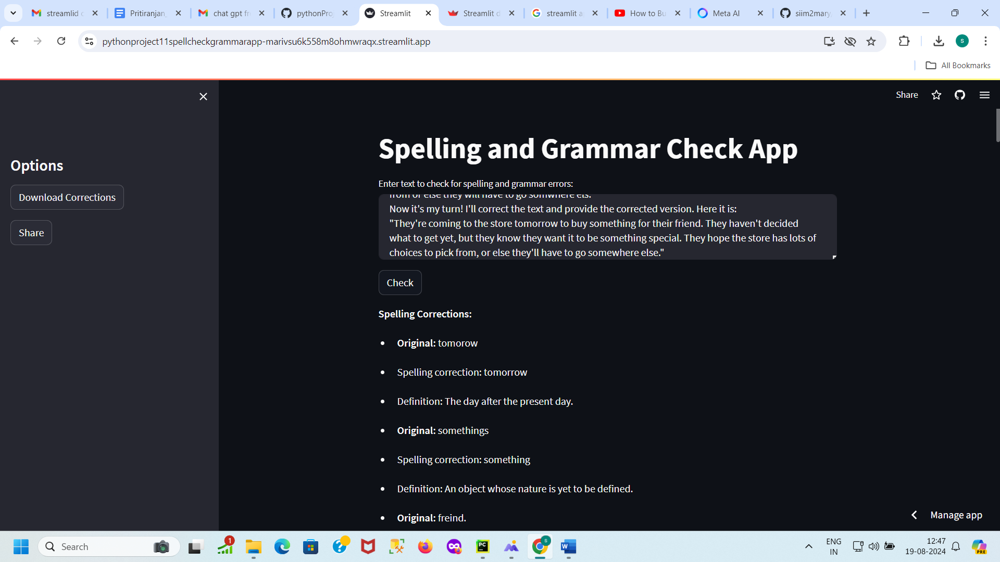 streamlid c
Pritiranjan_
chat gpt fr
pythonPro
Streamlit
Streamlit d
streamlit a
How to Bu
Meta AI
siim2mary
pythonproject11spellcheckgrammarapp-marivsu6k558m8ohmwraqx.streamlit.app
S
All Bookmarks
Share
Options
Download Corrections
Share
Spelling and Grammar Check App
Enter text to check for spelling and grammar errors:
from or else they will have to go somwhere els.
Now it's my turn! I'll correct the text and provide the corrected version. Here it is:
"They're coming to the store tomorrow to buy something for their friend. They haven't decided
what to get yet, but they know they want it to be something special. They hope the store has lots of
choices to pick from, or else they'll have to go somewhere else."
Check
Spelling Corrections:
Original: tomorow
Spelling correction: tomorrow
Definition: The day after the present day.
Original: somethings
Spelling correction: something
Definition: An object whose nature is yet to be defined.
Original: freind.
Manage app
Search
1
PC
S
W
ENG
IN
12:47
19-08-2024
PRE